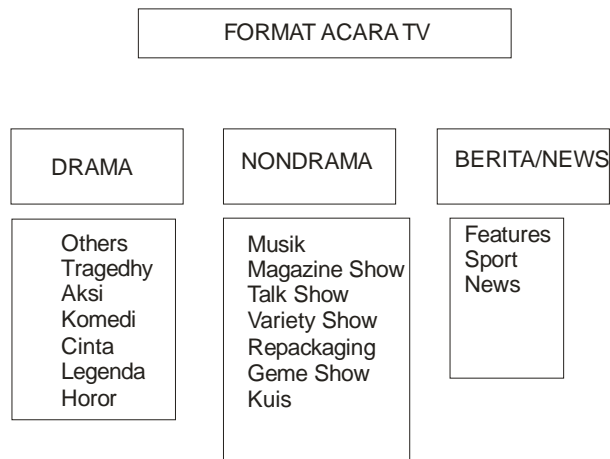 FORMAT ACARA TV
DRAMA
NONDRAMA
BERITA/NEWS
Others
Tragedhy
Aksi
Komedi
Cinta
Legenda
Horor
Musik
Magazine Show
Talk Show
Variety Show
Repackaging
Geme Show
Kuis
Features
Sport
News